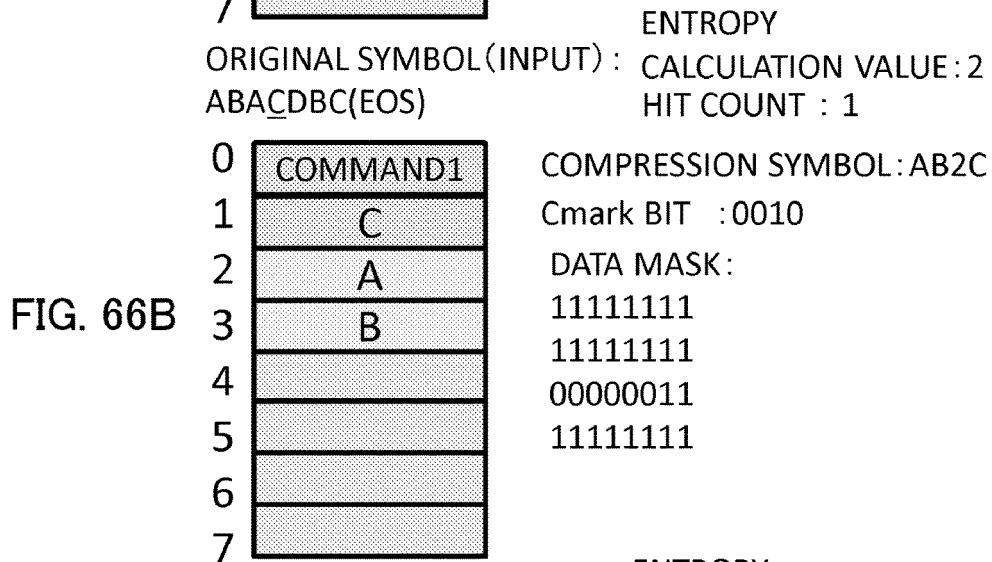 7
ENTROPY
ORIGINAL SYMBOL(INPUT): CALCULATION VALUE:2
ABACDBC(EOS) HIT COUNT : 1
0 COMMAND1 COMPRESSION SYMBOL:AB2C
1 C Cmark BIT :0010
2 A DATA MASK:
FIG. 66B 3 B 11111111
11111111
4 00000011
5 11111111
6
7
ENTROPY